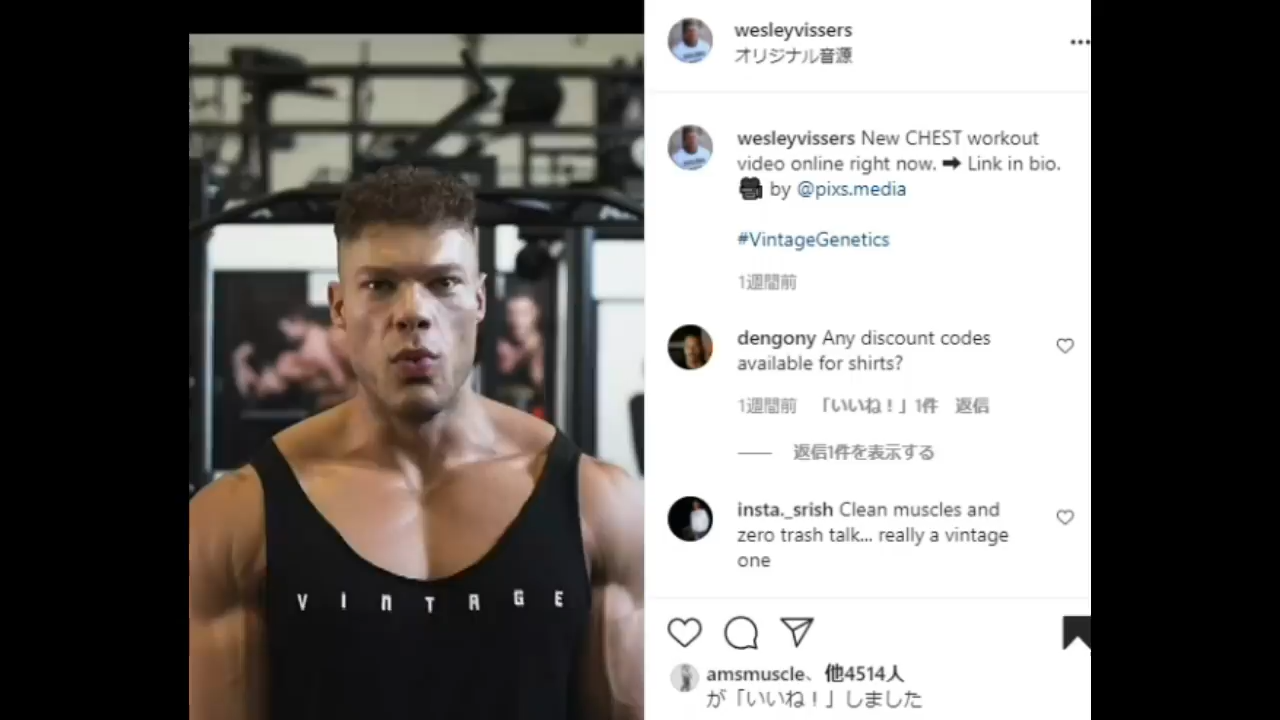 VINTAGE
wesleyvissers
オリジナル音源
wesleyvissers New CHEST workout
video online right now. ➡ Link in bio.
🎥 by @pixs.media
#VintageGenetics
1週間前
dengony Any discount codes
available for shirts?
1週間前 「いいね！」1件 返信
返信1件を表示する
insta._srish Clean muscles and
zero trash talk... really a vintage
one
amsmuscle、他4514人
が「いいね！」しました